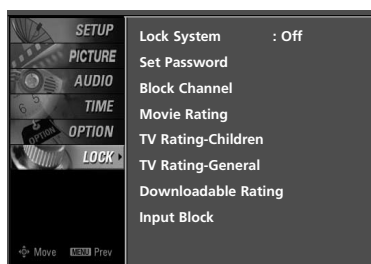 SETUP
PICTURE
AUDIO
TIME
OPTION
LOCK
Lock System : Off
Set Password
Block Channel
Movie Rating
TV Rating-Children
TV Rating-General
Downloadable Rating
Input Block
Move MENU Prev